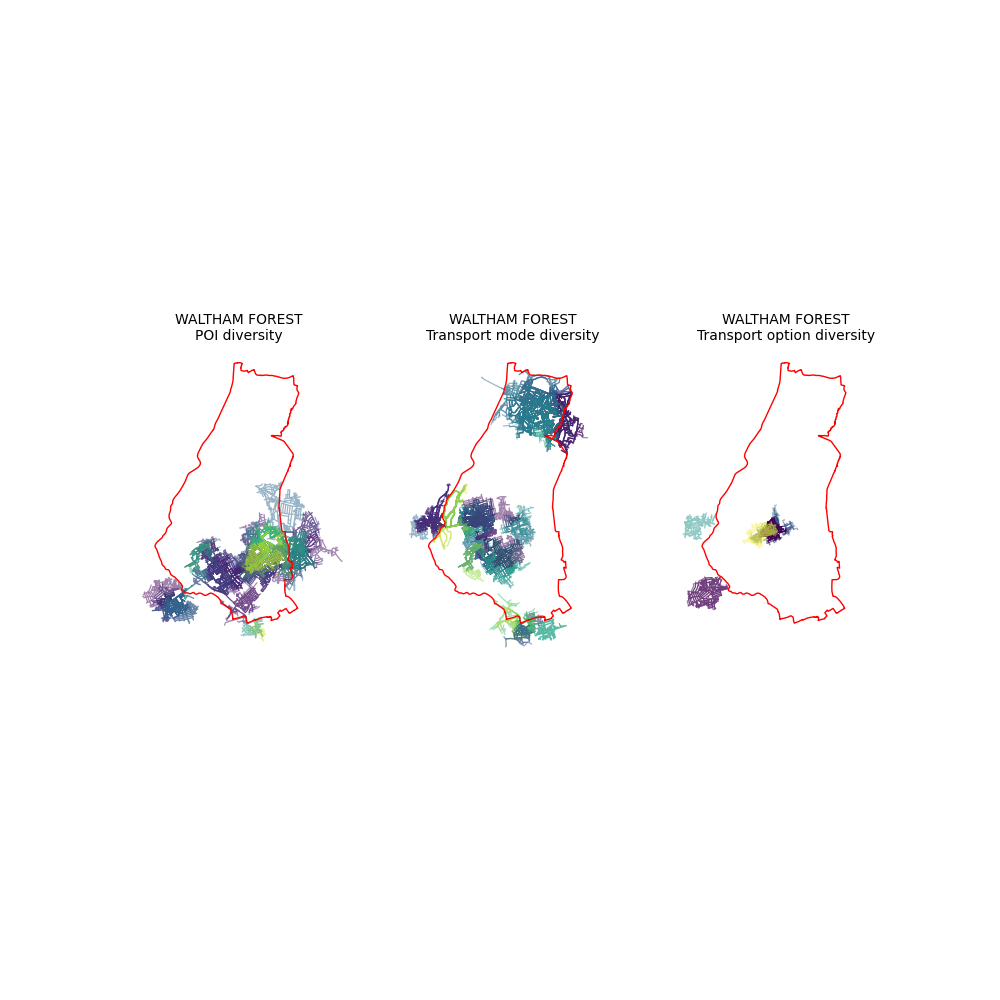 WALTHAM FOREST
POI diversity
WALTHAM FOREST
Transport mode diversity
WALTHAM FOREST
Transport option diversity